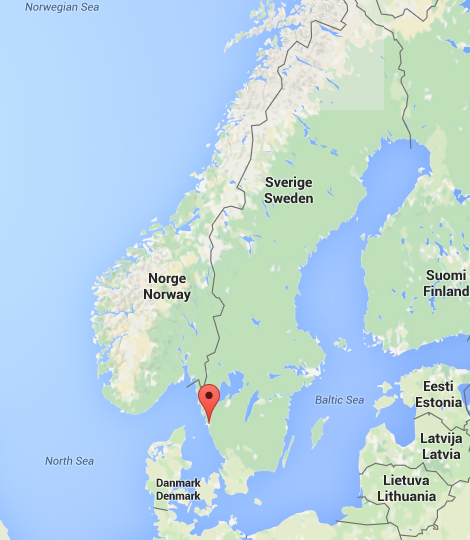 Norwegian Sea
Sverige
Sweden
Norge
Norway
Suomi
Finland
Baltic Sea
Eesti
Estonia
Latvija
Latvia
North Sea
Danmark
Denmark
Lietuva
Lithuania